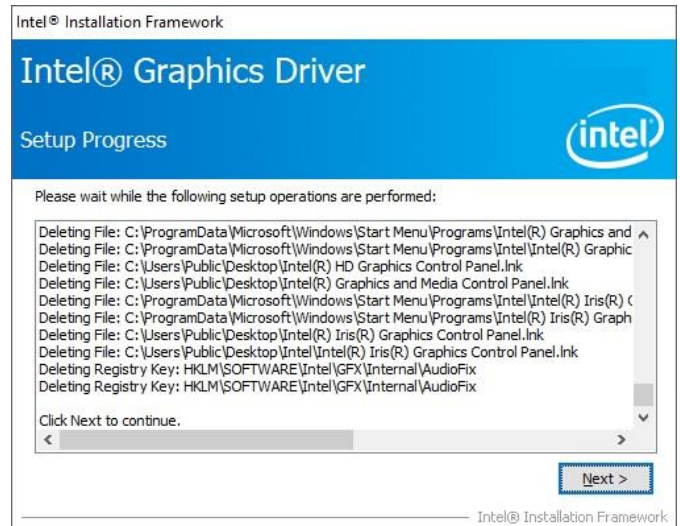 Intel® Installation Framework
Intel® Graphics Driver
Setup Progress
intel
Please wait while the following setup operations are performed:
Deleting File: C:\ProgramData\Microsoft\Windows\Start Menu\Programs\Intel(R) Graphics and
Deleting File: C:\ProgramData\Microsoft\Windows\Start Menu\Programs\Intel\Intel(R) Graphic
Deleting File: C:\Users\Public\Desktop\Intel(R) HD Graphics Control Panel.lnk
Deleting File: C:\Users\Public\Desktop\Intel(R) Graphics and Media Control Panel.lnk
Deleting File: C:\ProgramData\Microsoft\Windows\Start Menu\Programs\Intel\Intel(R) Iris(R) G
Deleting File: C:\ProgramData\Microsoft\Windows\Start Menu\Programs\Intel(R) Iris(R) Graph
Deleting File: C:\Users\Public\Desktop\Intel(R) Iris(R) Graphics Control Panel.lnk
Deleting File: C:\Users\Public\Desktop\Intel\Intel(R) Iris(R) Graphics Control Panel.lnk
Deleting Registry Key: HKLM\SOFTWARE\Intel\GFX\Internal\AudioFix
Deleting Registry Key: HKLM\SOFTWARE\Intel\GFX\Internal\AudioFix
Click Next to continue.
Next >
Intel® Installation Framework